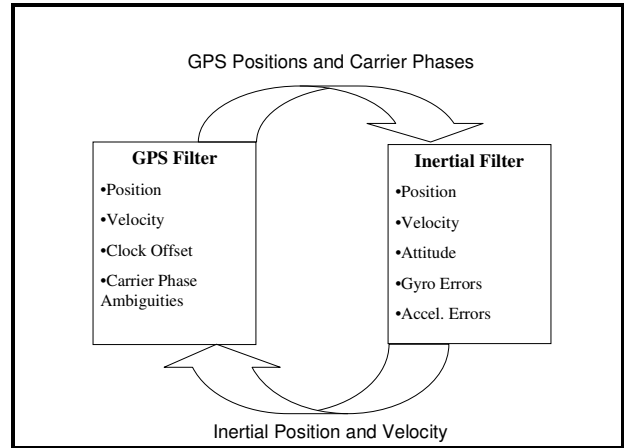 GPS Positions and Carrier Phases
GPS Filter
•Position
•Velocity
•Clock Offset
•Carrier Phase
Ambiguities
Inertial Filter
•Position
•Velocity
•Attitude
•Gyro Errors
•Accel. Errors
Inertial Position and Velocity